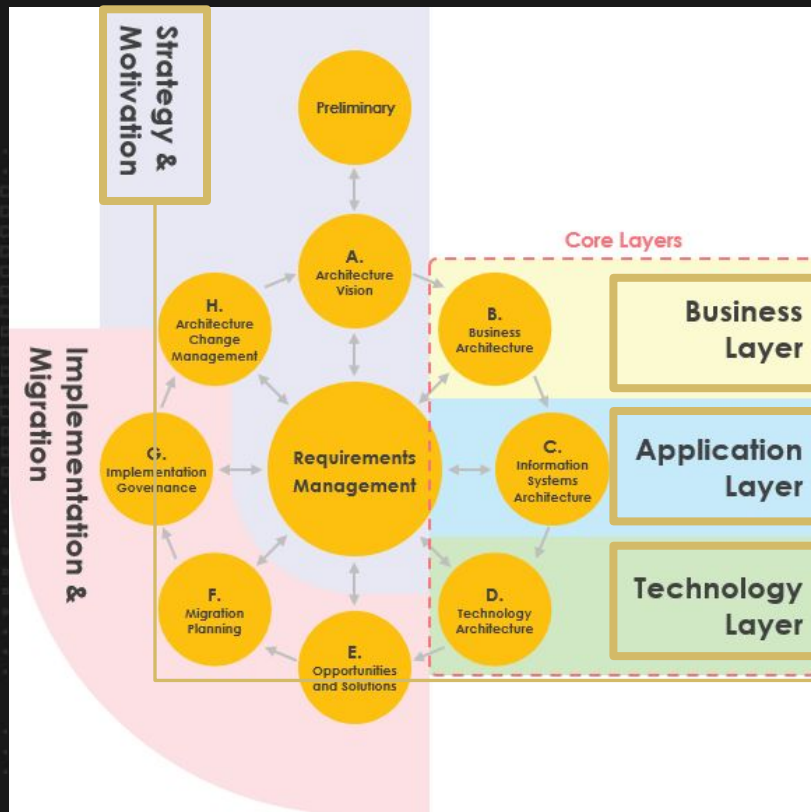 Strategy &
Motivation
Preliminary
A.
Architecture
Vision
Core Layers
H.
Architecture
Change
Management
B.
Business
Architecture
Business
Layer
Implementation &
Migration
G.
Implementation
Governance
Requirements
Management
C.
Information
Systems
Architecture
Application
Layer
F.
Migration
Planning
D.
Technology
Architecture
Technology
Layer
E.
Opportunities
and Solutions